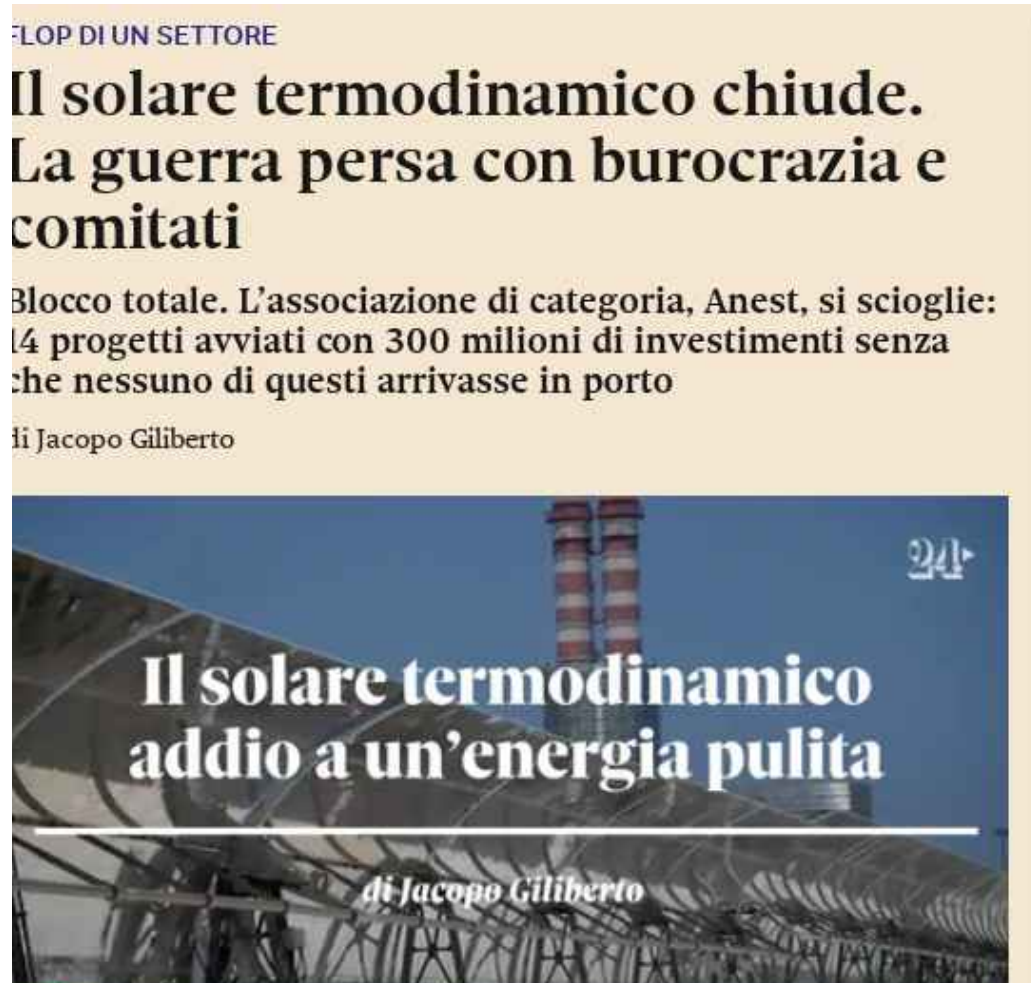 FLOP DI UN SETTORE
Il solare termodinamico chiude.
La guerra persa con burocrazia e
comitati
Blocco totale. L’associazione di categoria, Anest, si scioglie:
14 progetti avviati con 300 milioni di investimenti senza
che nessuno di questi arrivasse in porto
di Jacopo Giliberto
24
Il solare termodinamico
addio a un’energia pulita
di Jacopo Giliberto